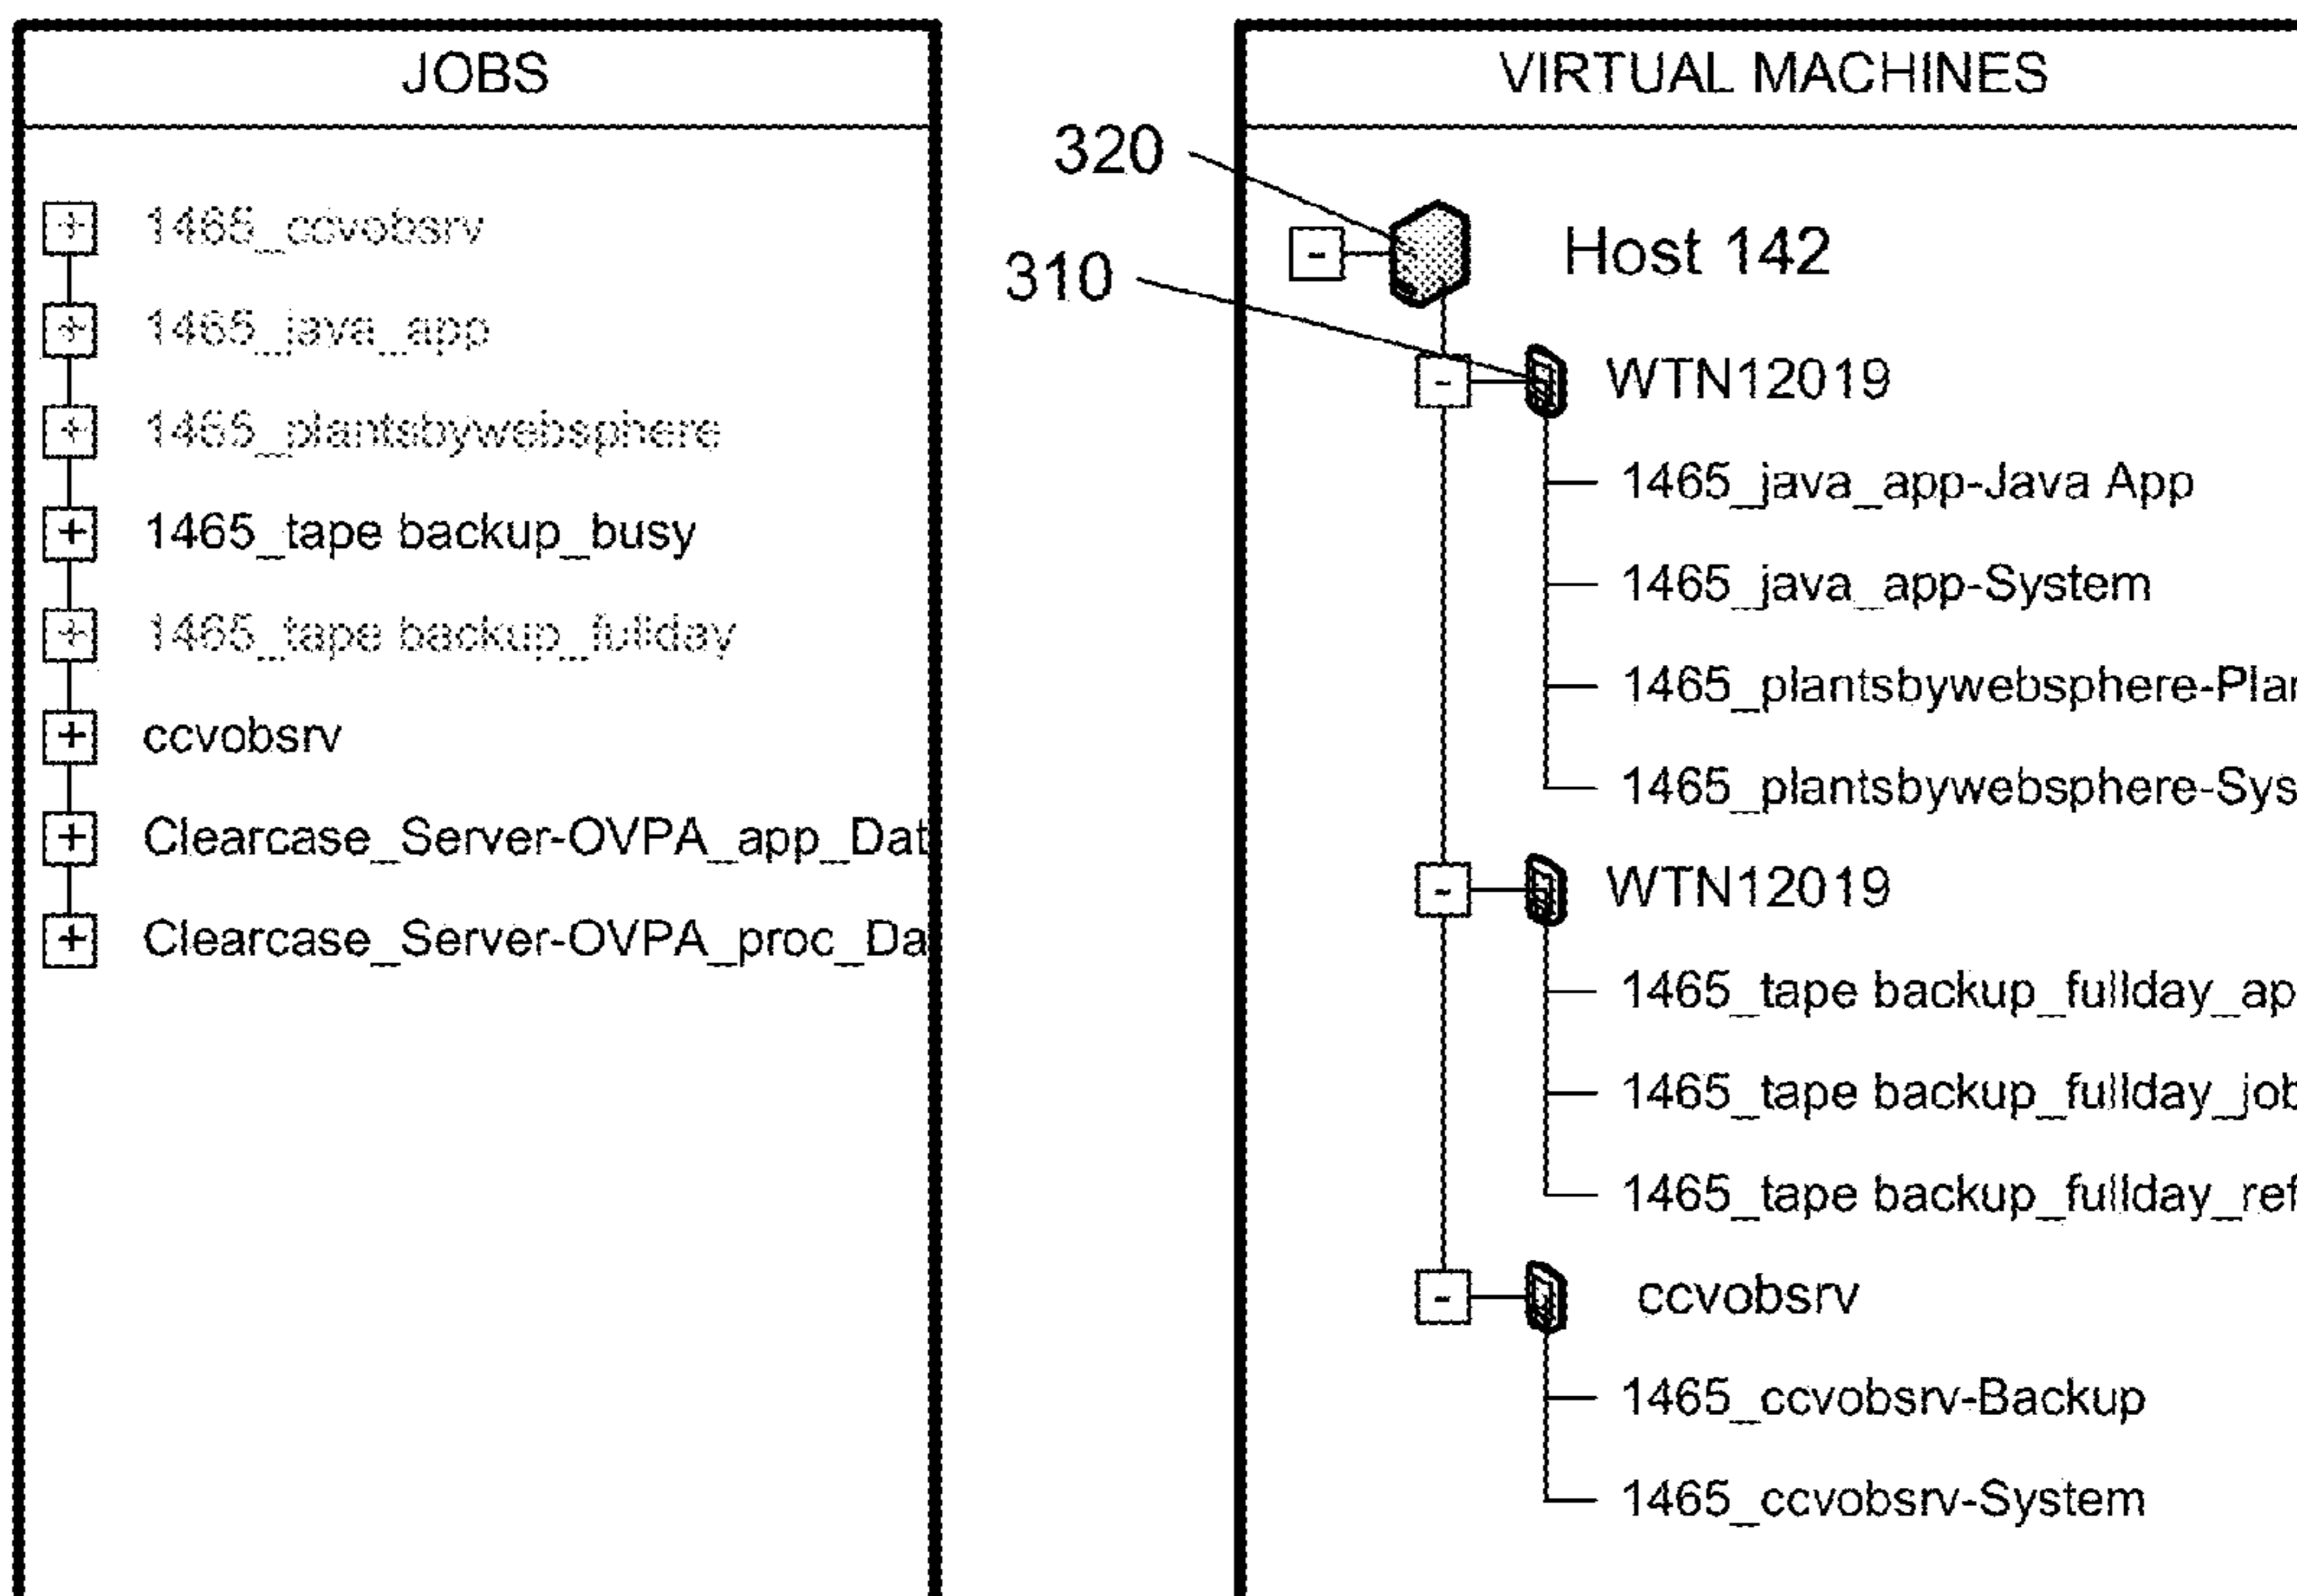 JOBS
1465_ccvobsrv
1465_java_app
1465_plantsbywebsphere
1465_tape backup_busy
1465_tape backup_fullday
ccvobsrv
Clearcase_Server-OVPA_app_Dat
Clearcase_Server-OVPA_proc_Da
320
310
VIRTUAL MACHINES
Host 142
WTN12019
1465_java_app-Java App
1465_java_app-System
1465_plantsbywebsphere-Plan
1465_plantsbywebsphere-Sys
WTN12019
1465_tape backup_fullday_ap
1465_tape backup_fullday_job
1465_tape backup_fullday_ref
ccvobsrv
1465_ccvobsrv-Backup
1465_ccvobsrv-System